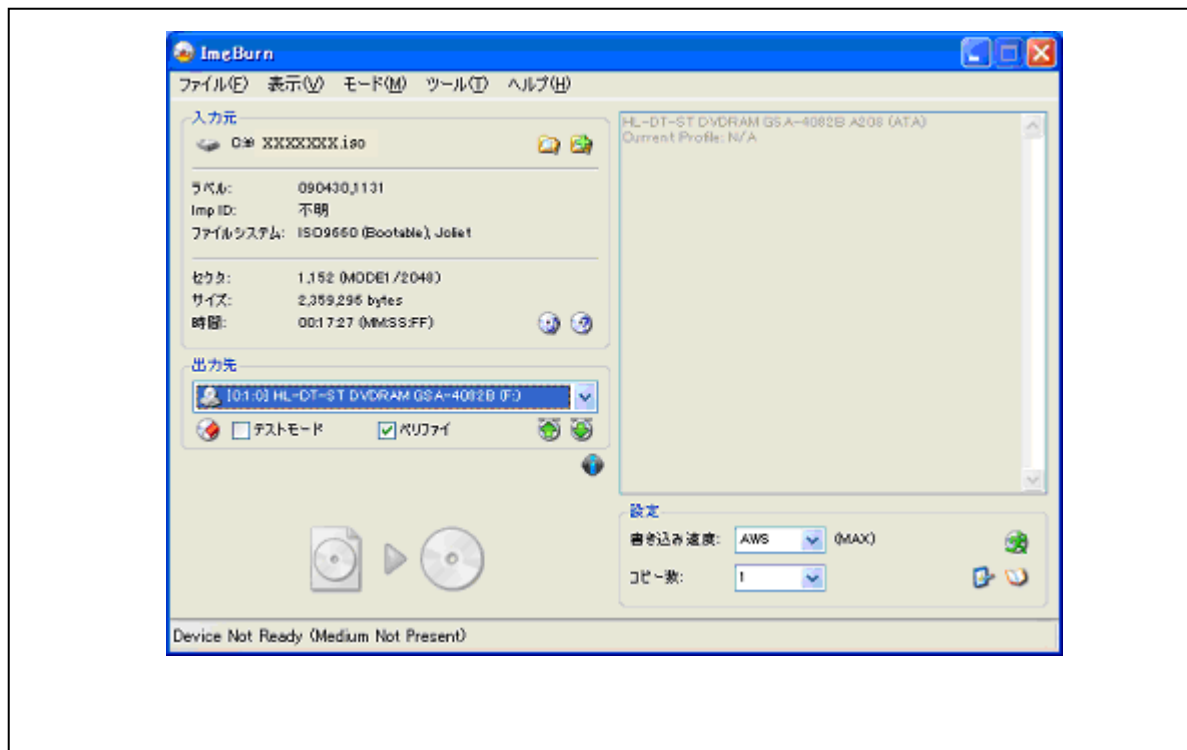 ImgBurn
ファイル(F) 表示(V) モード(M) ツール(T) ヘルプ(H)
入力元
C:¥ XXXXXXX.iso
ラベル: 090430_1131
Imp ID: 不明
ファイルシステム: ISO9660 (Bootable), Joliet
セクタ: 1,152 (MODE1/2048)
サイズ: 2,359,296 bytes
時間: 00:17:27 (MM:SS:FF)
出力先
[0:1:0] HL-DT-ST DVDRAM GSA-4082B (F:)
テストモード ベリファイ
HL-DT-ST DVDRAM GSA-4082B A208 (ATA)
Current Profile: N/A
設定
書き込み速度: AWS (MAX)
コピー数: 1
Device Not Ready (Medium Not Present)